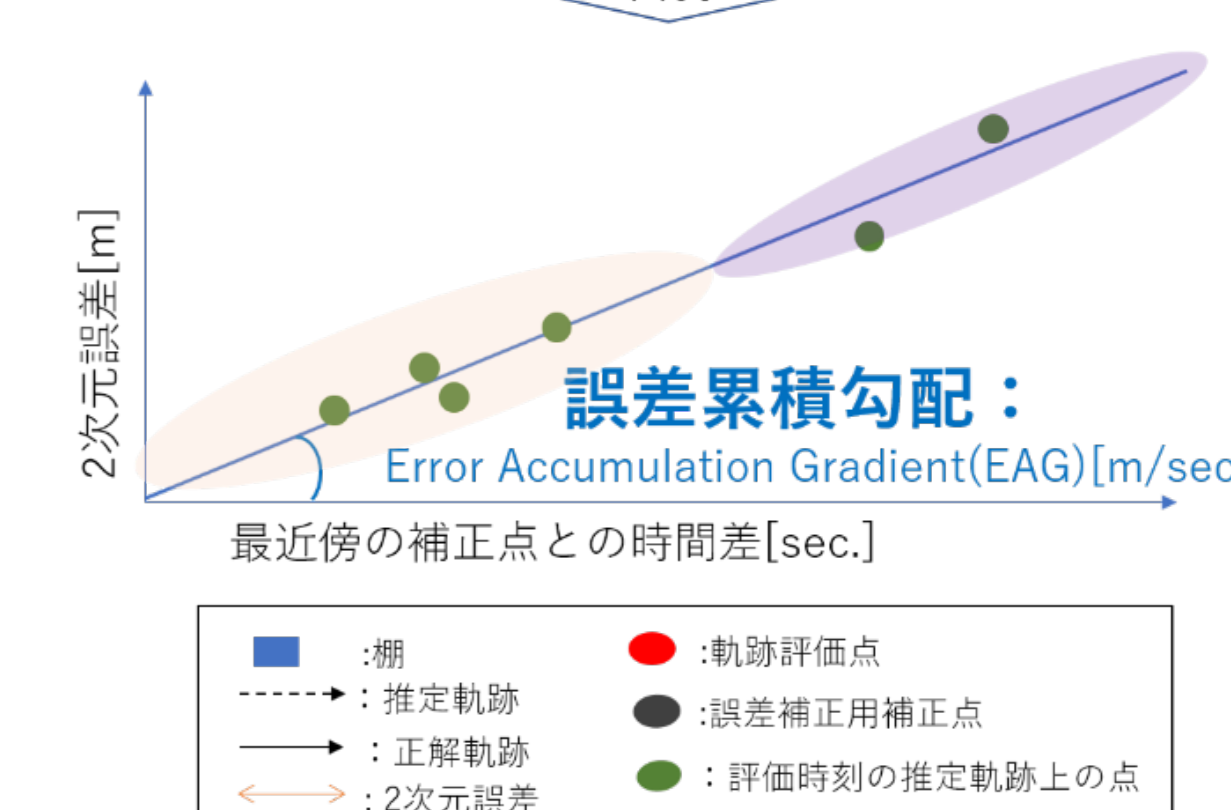 2次元誤差[m]
誤差累積勾配：
Error Accumulation Gradient(EAG)[m/sec
最近傍の補正点との時間差[sec.]
:棚
：推定軌跡
：正解軌跡
：2次元誤差
:軌跡評価点
:誤差補正用補正点
：評価時刻の推定軌跡上の点